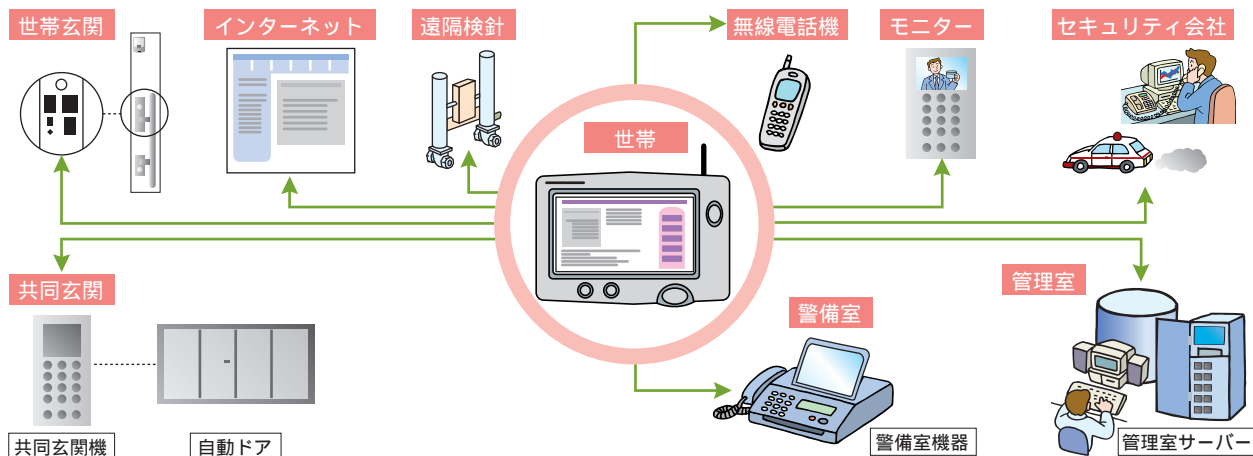 世帯玄関
インターネット
遠隔検針
無線電話機
モニター
セキュリティ会社
世帯
共同玄関
管理室
警備室
共同玄関機
自動ドア
警備室機器
管理室サーバー